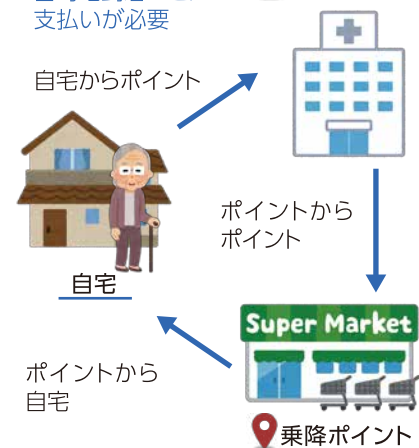 支払いが必要
自宅からポイント
ポイントから
ポイント
自宅
Super Market
ポイントから
自宅
乗降ポイント